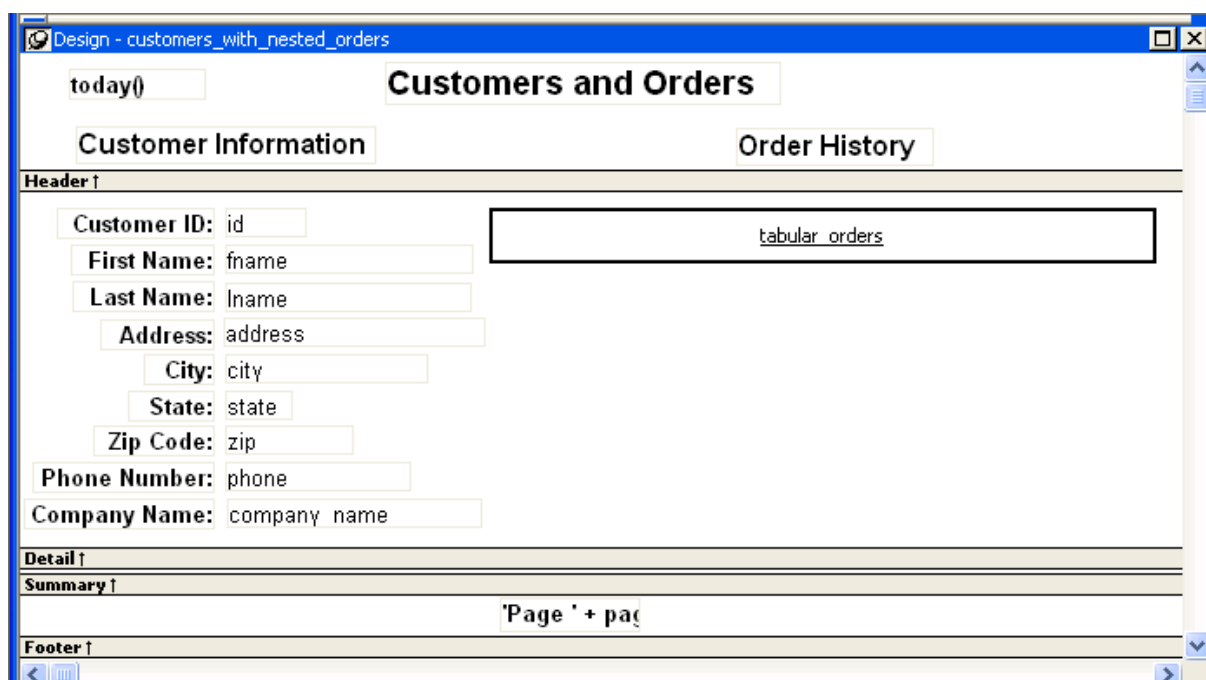 Design - customers_with_nested_orders
today() Customers and Orders
Customer Information Order History
Header ↑
Customer ID: id tabular_orders
First Name: fname
Last Name: lname
Address: address
City: city
State: state
Zip Code: zip
Phone Number: phone
Company Name: company_name
Detail ↑
Summary ↑
'Page ' + pag
Footer ↑